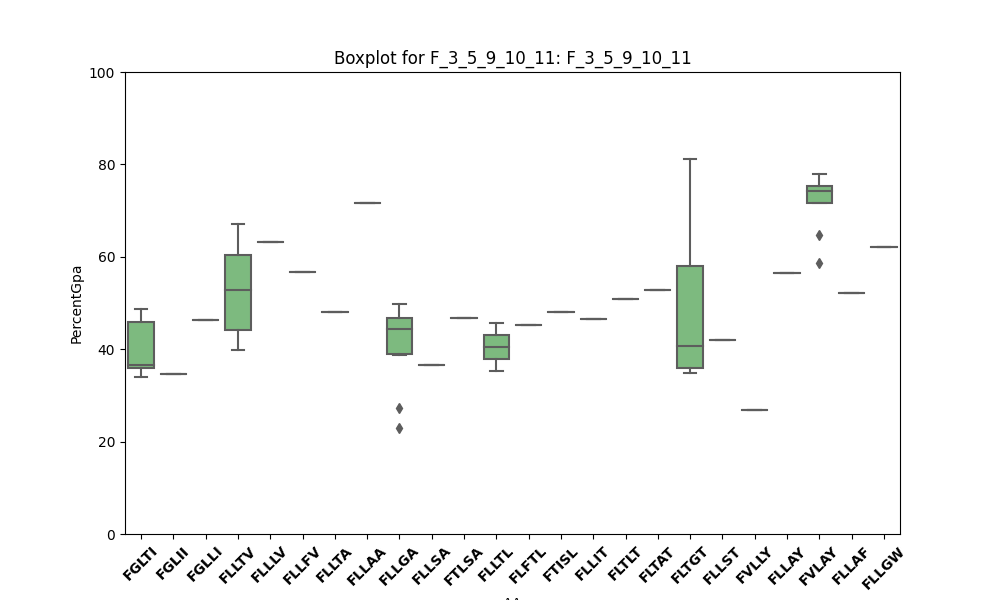 Boxplot for F_3_5_9_10_11: F_3_5_9_10_11
PercentGpa
100
80
60
40
20
0
FGLTI FGLII FGLLI FLLTV FLLLV FLLFV FLLTA FLLAA FLLGA FLLSA FTLSA FLLTL FLFTL FTISL FLLIT FLTLT FLTAT FLTGT FLLST FVLLY FLLAY FVLAY FLLAF FLLGW